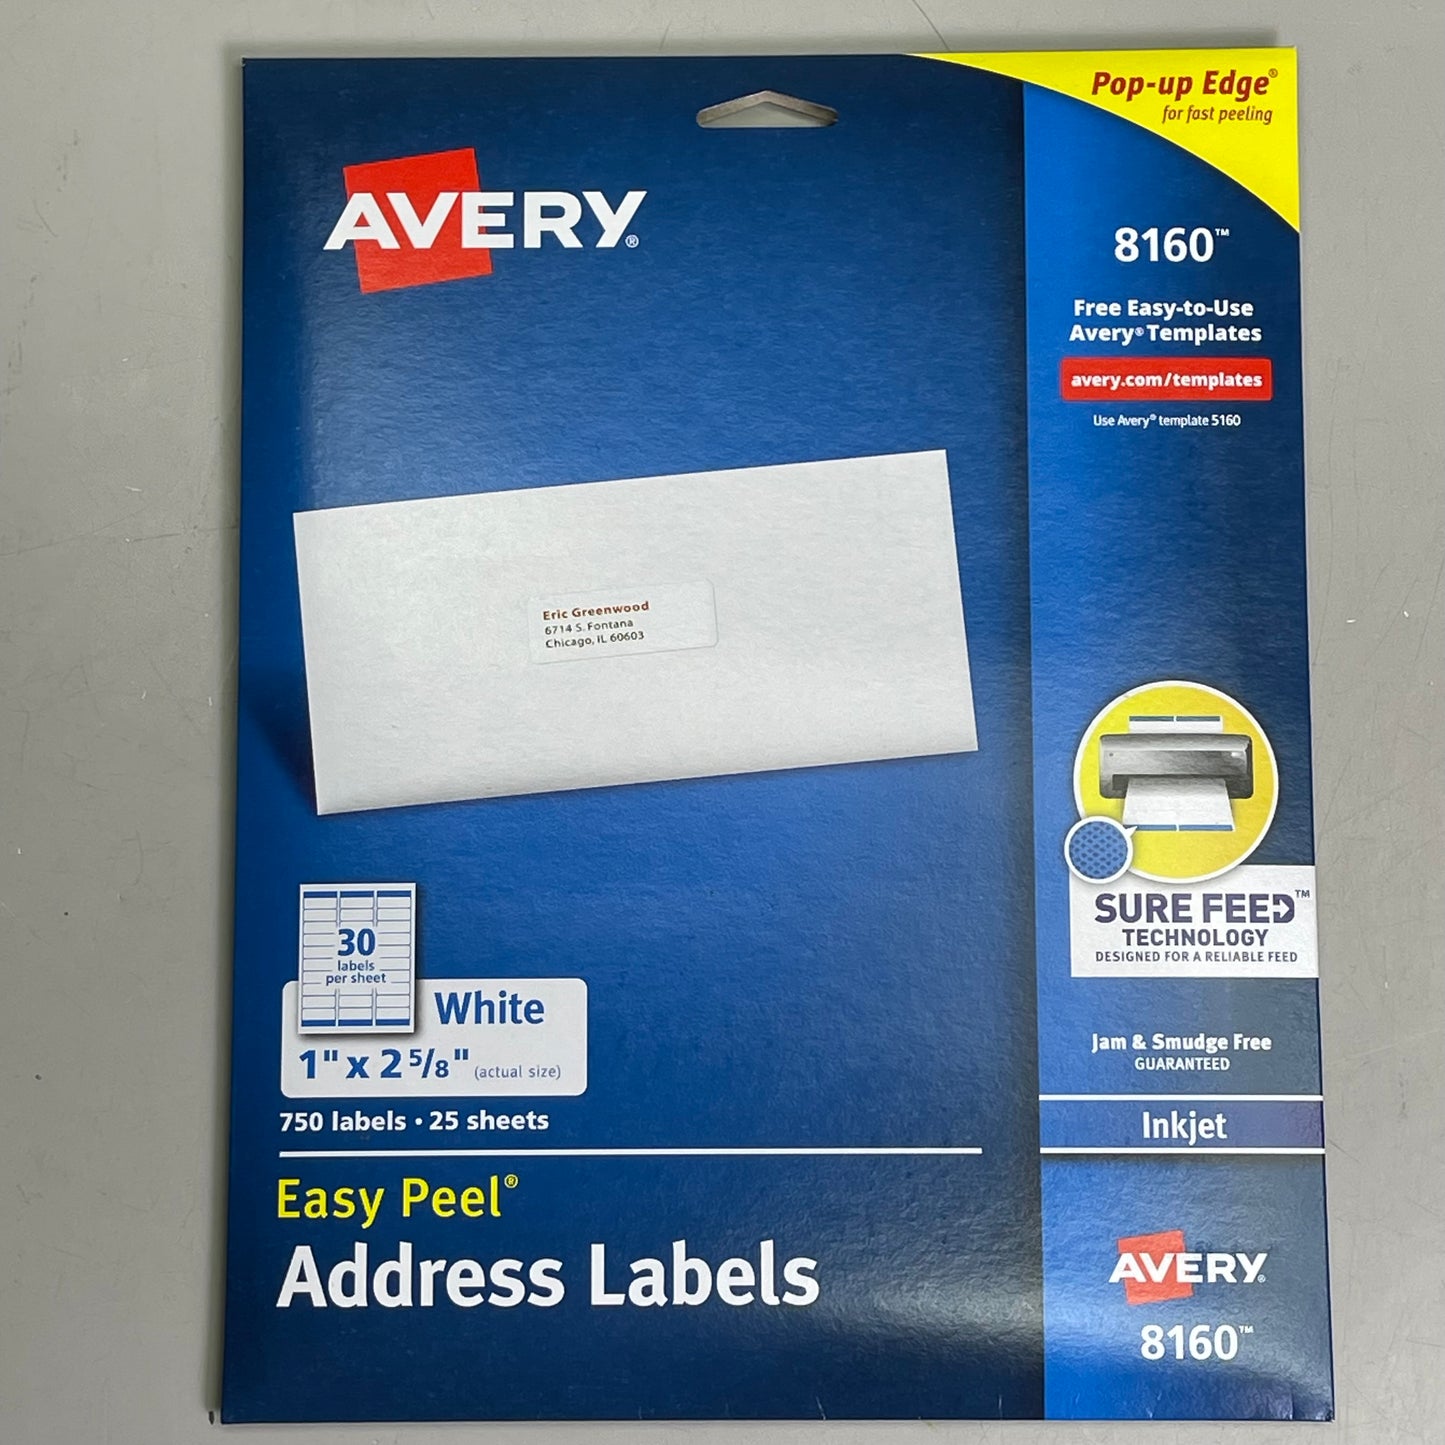 Pop-up Edge®
for fast peeling
AVERY®
8160™
Free Easy-to-Use
Avery® Templates
avery.com/templates
Use Avery® template 5160
Eric Greenwood
6714 S. Fontana
Chicago, IL 60603
SURE FEED™
TECHNOLOGY
DESIGNED FOR A RELIABLE FEED
30
labels
per sheet
White
1" x 2 5/8" (actual size)
750 labels • 25 sheets
Jam & Smudge Free
GUARANTEED
Inkjet
Easy Peel®
Address Labels
AVERY®
8160™